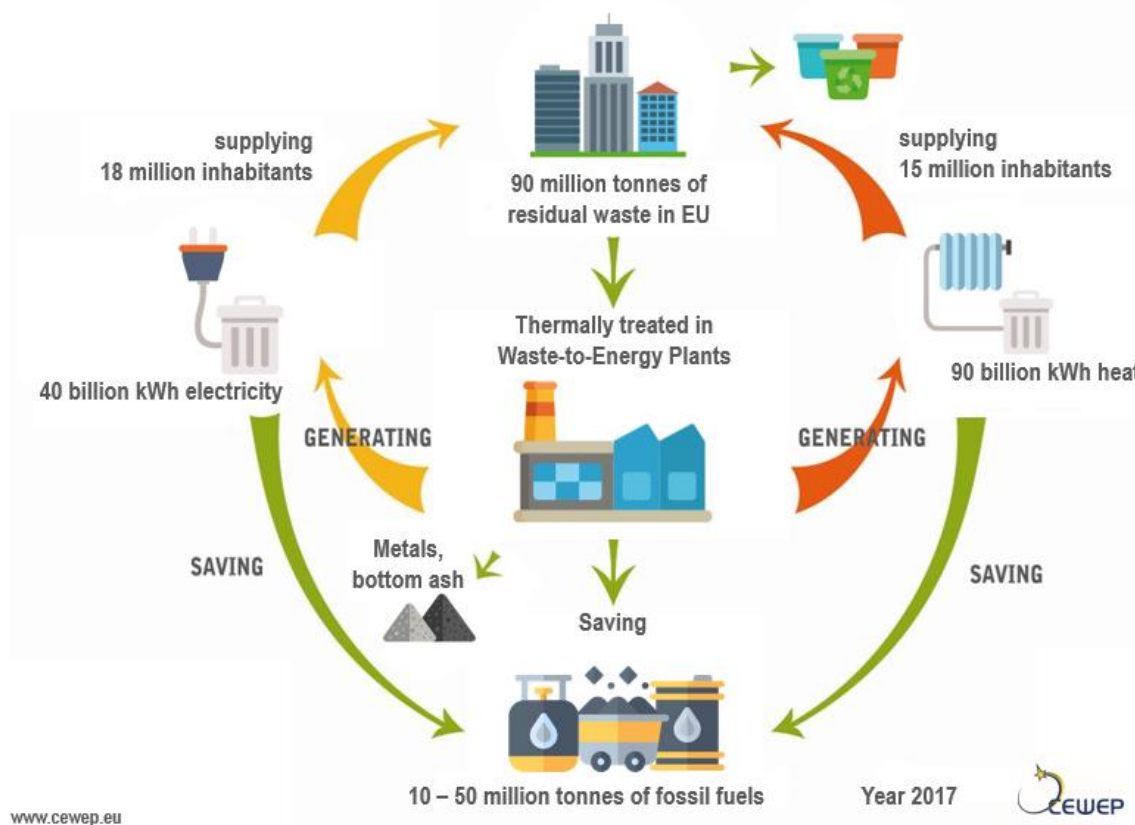 supplying
18 million inhabitants
supplying
15 million inhabitants
90 million tonnes of
residual waste in EU
Thermally treated in
Waste-to-Energy Plants
40 billion kWh electricity
90 billion kWh heat
GENERATING
GENERATING
Metals,
bottom ash
SAVING
SAVING
Saving
10 – 50 million tonnes of fossil fuels
Year 2017
CEWEP
www.cewep.eu